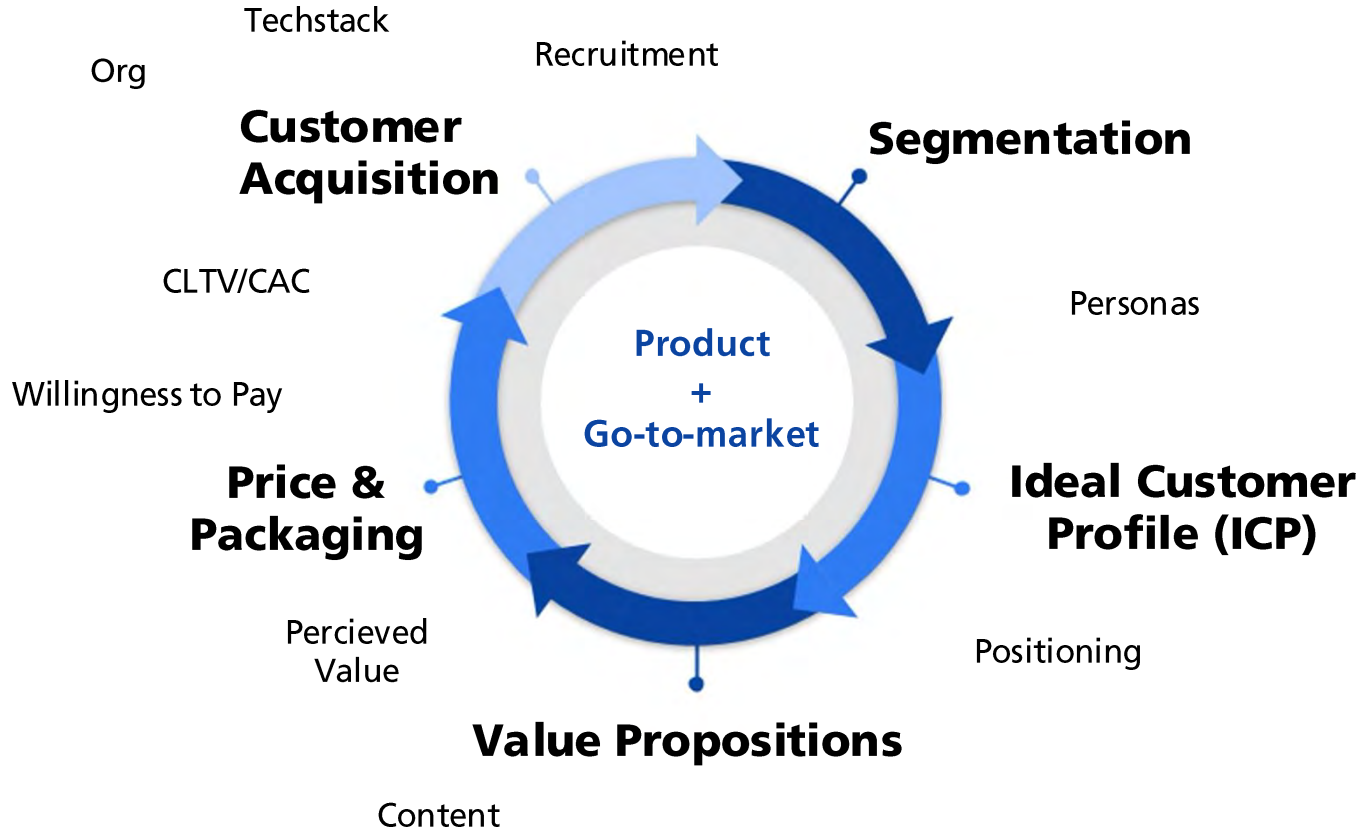 Techstack
Recruitment
Org
Customer
Acquisition
Segmentation
CLTV/CAC
Personas
Product
+
Go-to-market
Willingness to Pay
Price &
Packaging
Ideal Customer
Profile (ICP)
Percieved
Value
Positioning
Value Propositions
Content